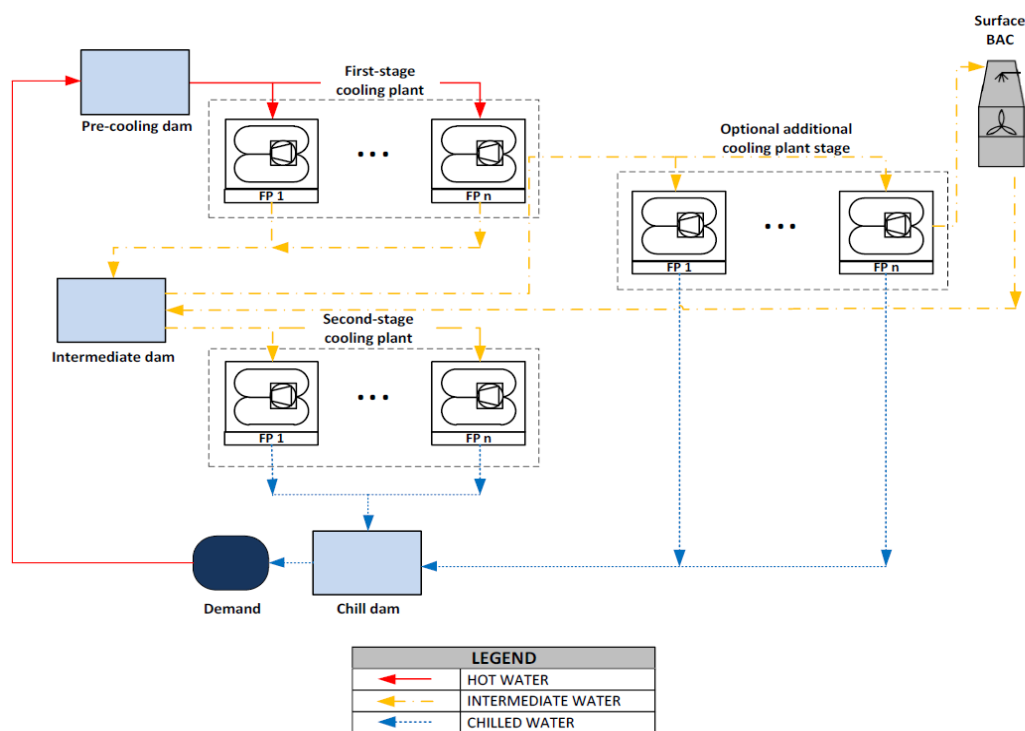 Surface
BAC
First-stage
cooling plant
Pre-cooling dam
Optional additional
cooling plant stage
FP 1
FP n
FP 1
FP n
Intermediate dam
Second-stage
cooling plant
FP 1
FP n
Demand
Chill dam
LEGEND
HOT WATER
INTERMEDIATE WATER
CHILLED WATER